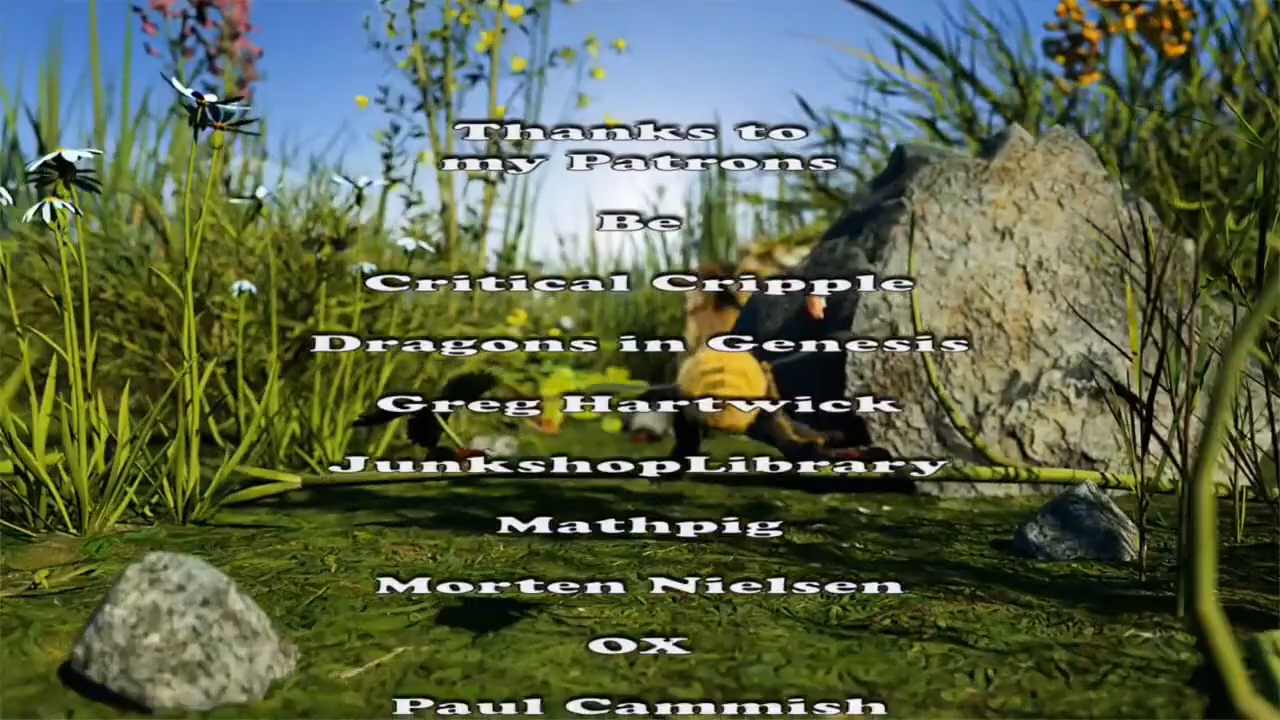 Thanks to
my Patrons
Be
Critical Cripple
Dragons in Genesis
Greg Hartwick
JunkshopLibrary
Mathpig
Morten Nielsen
OX
Paul Cammish